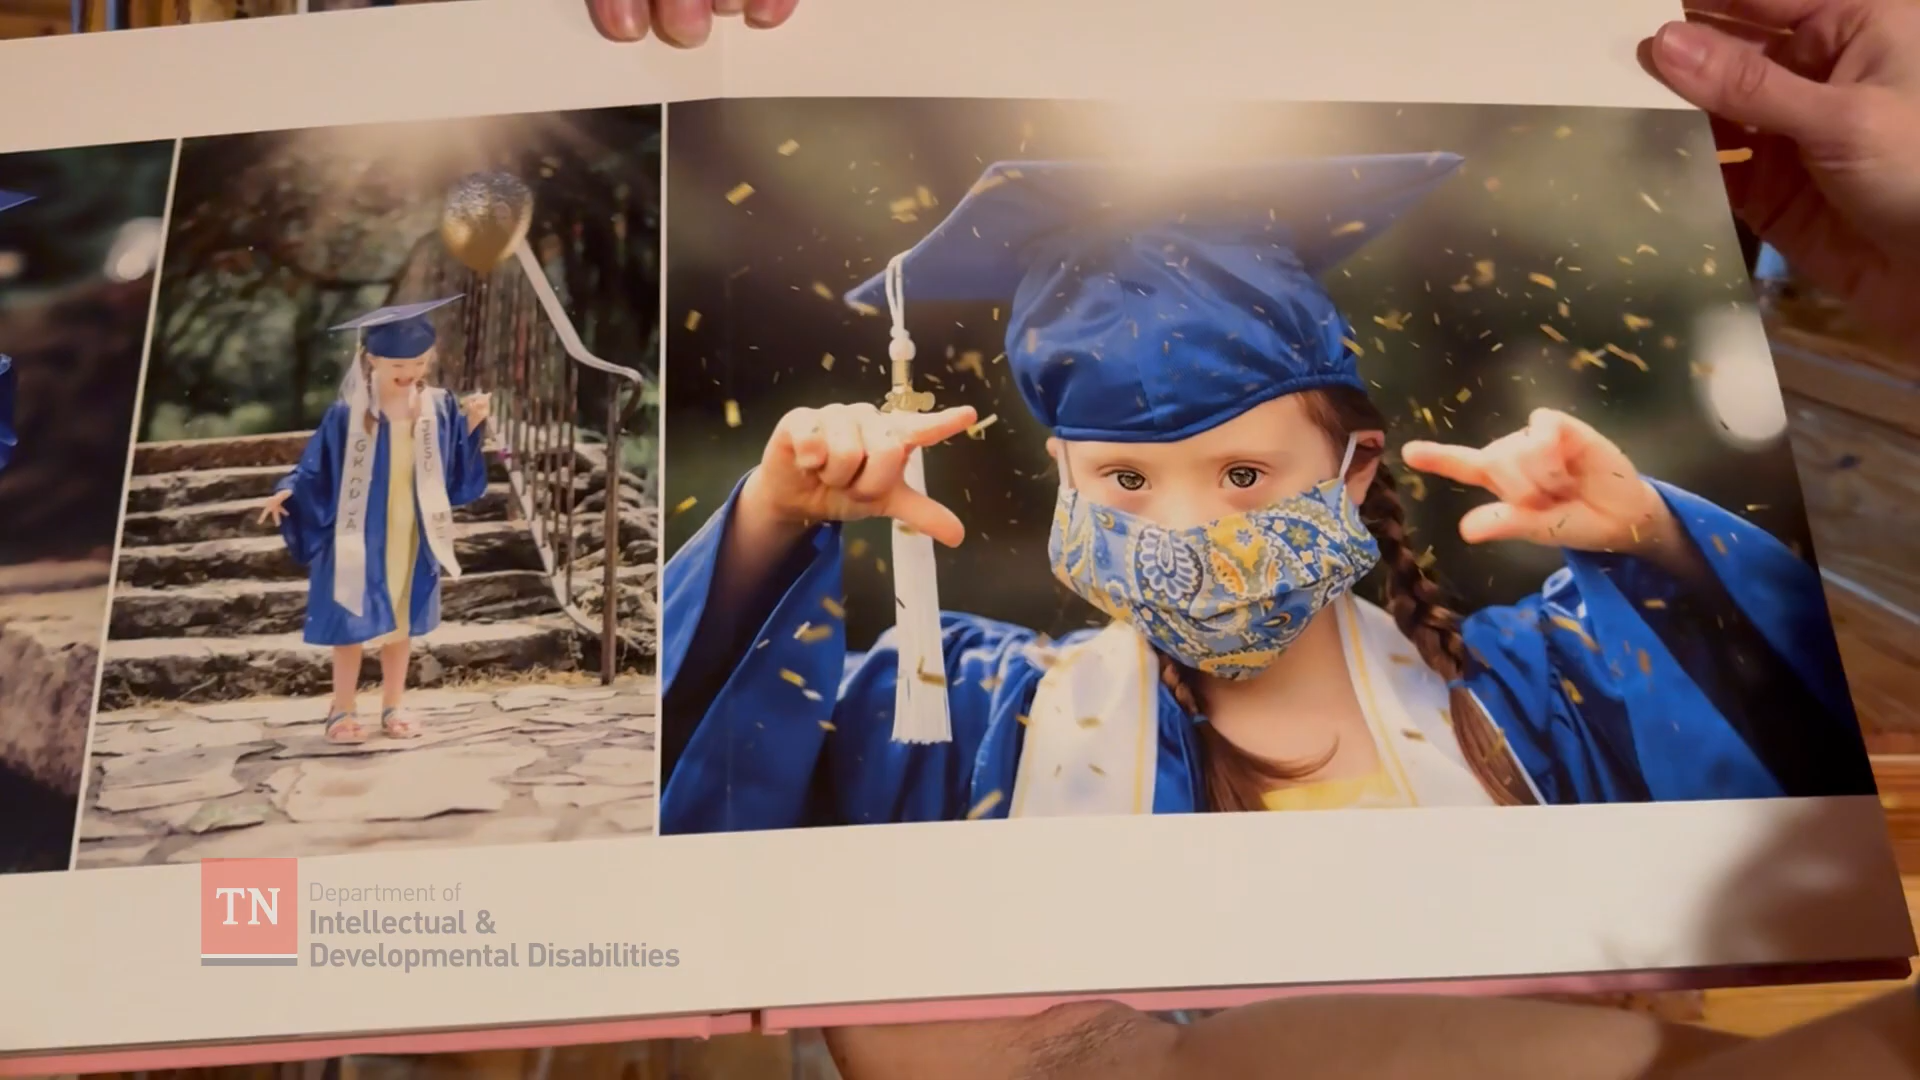 TN
Department of
Intellectual &
Developmental Disabilities